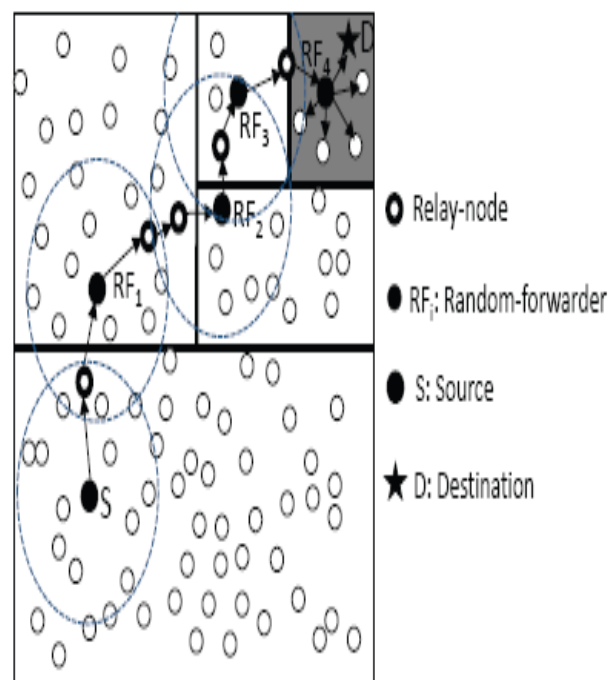 D
RF4
RF3
RF2
RF1
S
Relay-node
RFi: Random-forwarder
S: Source
D: Destination